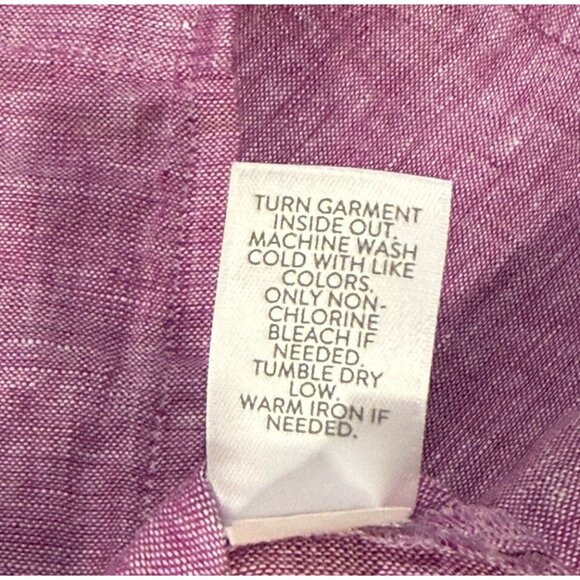 TURN GARMENT
INSIDE OUT.
MACHINE WASH
COLD WITH LIKE
COLORS.
ONLY NON-
CHLORINE
BLEACH IF
NEEDED.
TUMBLE DRY
LOW.
WARM IRON IF
NEEDED.